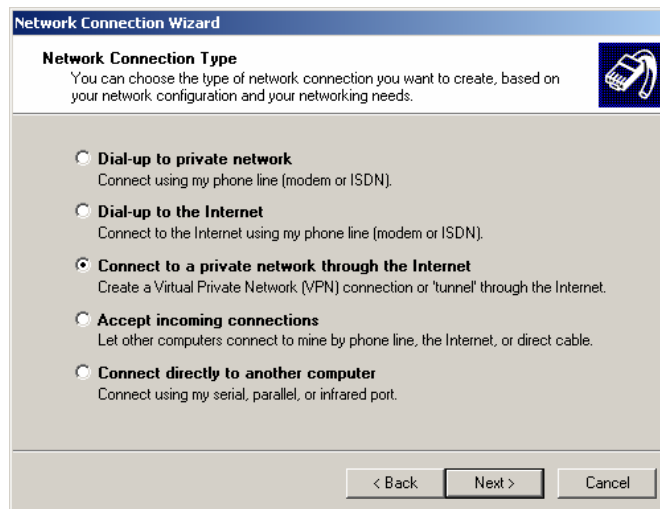 Network Connection Wizard
Network Connection Type
You can choose the type of network connection you want to create, based on
your network configuration and your networking needs.
Dial-up to private network
Connect using my phone line (modem or ISDN).
Dial-up to the Internet
Connect to the Internet using my phone line (modem or ISDN).
Connect to a private network through the Internet
Create a Virtual Private Network (VPN) connection or 'tunnel' through the Internet.
Accept incoming connections
Let other computers connect to mine by phone line, the Internet, or direct cable.
Connect directly to another computer
Connect using my serial, parallel, or infrared port.
< Back Next > Cancel